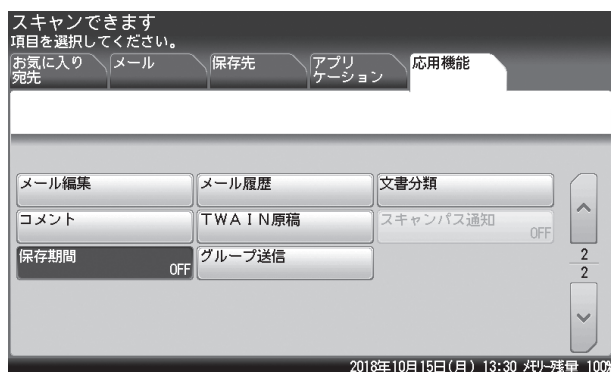 スキャンできます
項目を選択してください。
お気に入り
宛先
メール
保存先
アプリ
ケーション
応用機能
メール編集
メール履歴
文書分類
コメント
TWAIN原稿
スキャンパス通知
OFF
保存期間
OFF
グループ送信
2
2
2018年10月15日(月) 13:30 メモリー残量 100%